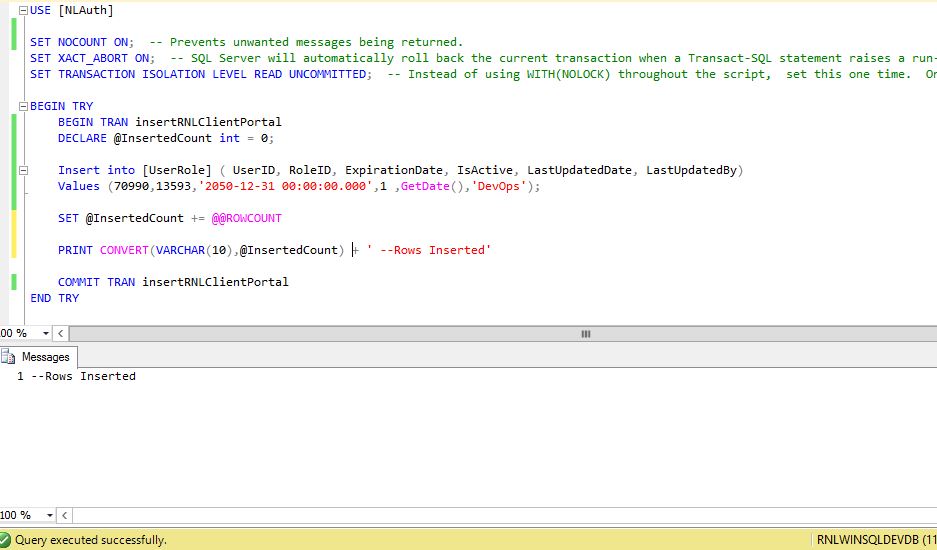 USE [NLAuth]
SET NOCOUNT ON;  -- Prevents unwanted messages being returned.
SET XACT_ABORT ON;  -- SQL Server will automatically roll back the current transaction when a Transact-SQL statement raises a run-
SET TRANSACTION ISOLATION LEVEL READ UNCOMMITTED;  -- Instead of using WITH(NOLOCK) throughout the script,  set this one time.  On
BEGIN TRY
BEGIN TRAN insertRNLClientPortal
DECLARE @InsertedCount int = 0;
Insert into [UserRole] ( UserID, RoleID, ExpirationDate, IsActive, LastUpdatedDate, LastUpdatedBy)
Values (70990,13593,'2050-12-31 00:00:00.000',1 ,GetDate(),'DevOps');
SET @InsertedCount += @@ROWCOUNT
PRINT CONVERT(VARCHAR(10),@InsertedCount) + ' --Rows Inserted'
COMMIT TRAN insertRNLClientPortal
END TRY
00 %
Messages
1 --Rows Inserted
100 %
Query executed successfully.
RNLWINSQLDEVDB (11